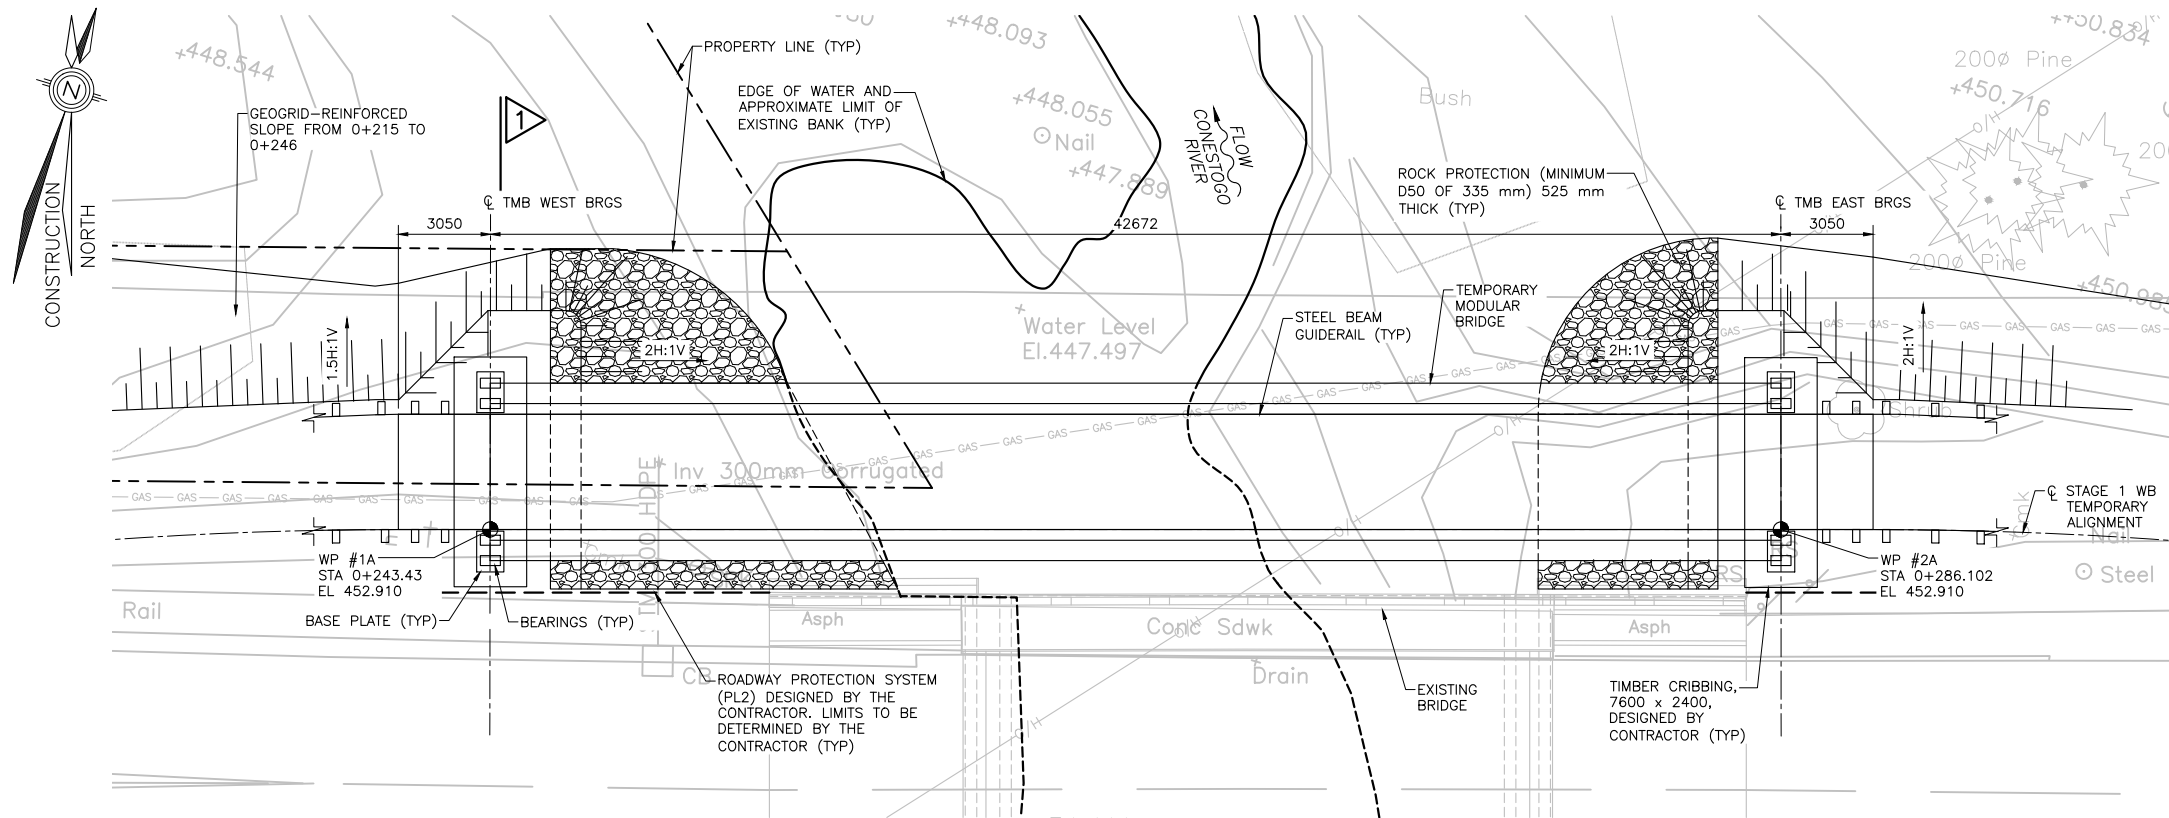 +448.544
+448.093
+450.834
PROPERTY LINE (TYP)
200ø Pine
EDGE OF WATER AND
APPROXIMATE LIMIT OF
EXISTING BANK (TYP)
+448.055
Nail
+447.889
Bush
+450.716
GEOGRID-REINFORCED
SLOPE FROM 0+215 TO
0+246
1
N
CONSTRUCTION
NORTH
FLOW
CONESTOGO
RIVER
ROCK PROTECTION (MINIMUM
D50 OF 335 mm) 525 mm
THICK (TYP)
℄ TMB WEST BRGS
℄ TMB EAST BRGS
3050
42672
3050
200ø Pine
+450.98
TEMPORARY
MODULAR
BRIDGE
STEEL BEAM
GUIDERAIL (TYP)
Water Level
El.447.497
1.5H:1V
2H:1V
2H:1V
2H:1V
GAS
Shrub
O/H
Inv 300mm Corrugated
℄ STAGE 1 WB
TEMPORARY
ALIGNMENT
Nail
WP #1A
STA 0+243.43
EL 452.910
WP #2A
STA 0+286.102
EL 452.910
Steel
Rail
BASE PLATE (TYP)
BEARINGS (TYP)
Asph
Conc Sdwk
Asph
CB
Drain
ROADWAY PROTECTION SYSTEM
(PL2) DESIGNED BY THE
CONTRACTOR. LIMITS TO BE
DETERMINED BY THE
CONTRACTOR (TYP)
EXISTING
BRIDGE
TIMBER CRIBBING,
7600 x 2400,
DESIGNED BY
CONTRACTOR (TYP)